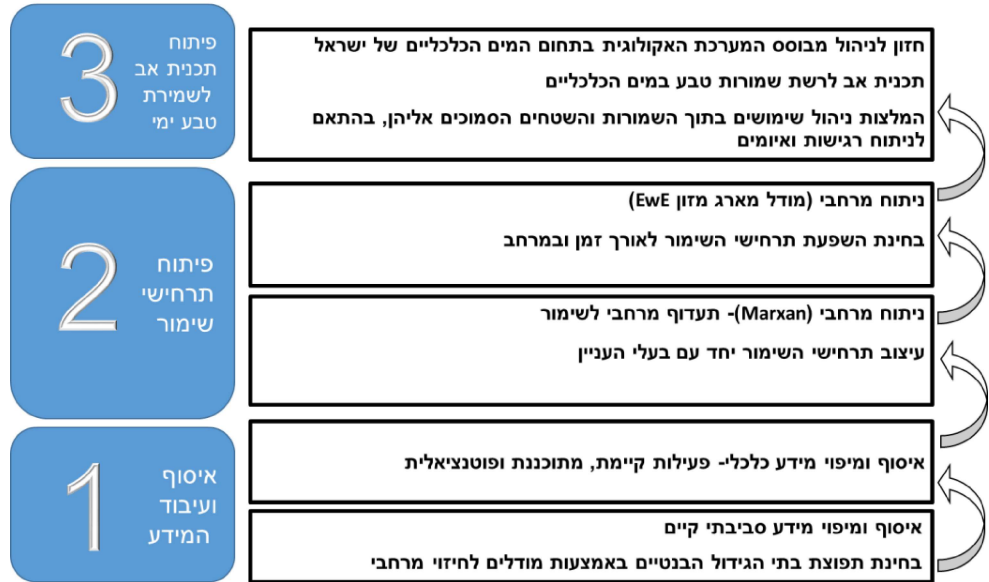 3
פיתוח
תכנית אב
לשמירת
טבע ימי
חזון לניהול מבוסס המערכת האקולוגית בתחום המים הכלכליים של ישראל
תכנית אב לרשת שמורות טבע במים הכלכליים
המלצות ניהול שימושים בתוך השמורות והשטחים הסמוכים אליהן, בהתאם
לניתוח רגישות ואיומים
2
פיתוח
תרחישי
שימור
ניתוח מרחבי (מודל מארג מזון EwE)
בחינת השפעת תרחישי השימור לאורך זמן ובמרחב
ניתוח מרחבי (Marxan)- תעדוף מרחבי לשימור
עיצוב תרחישי השימור יחד עם בעלי העניין
1
איסוף
ועיבוד
המידע
איסוף ומיפוי מידע כלכלי- פעילות קיימת, מתוכננת ופוטנציאלית
איסוף ומיפוי מידע סביבתי קיים
בחינת תפוצת בתי הגידול הבנטיים באמצעות מודלים לחיזוי מרחבי